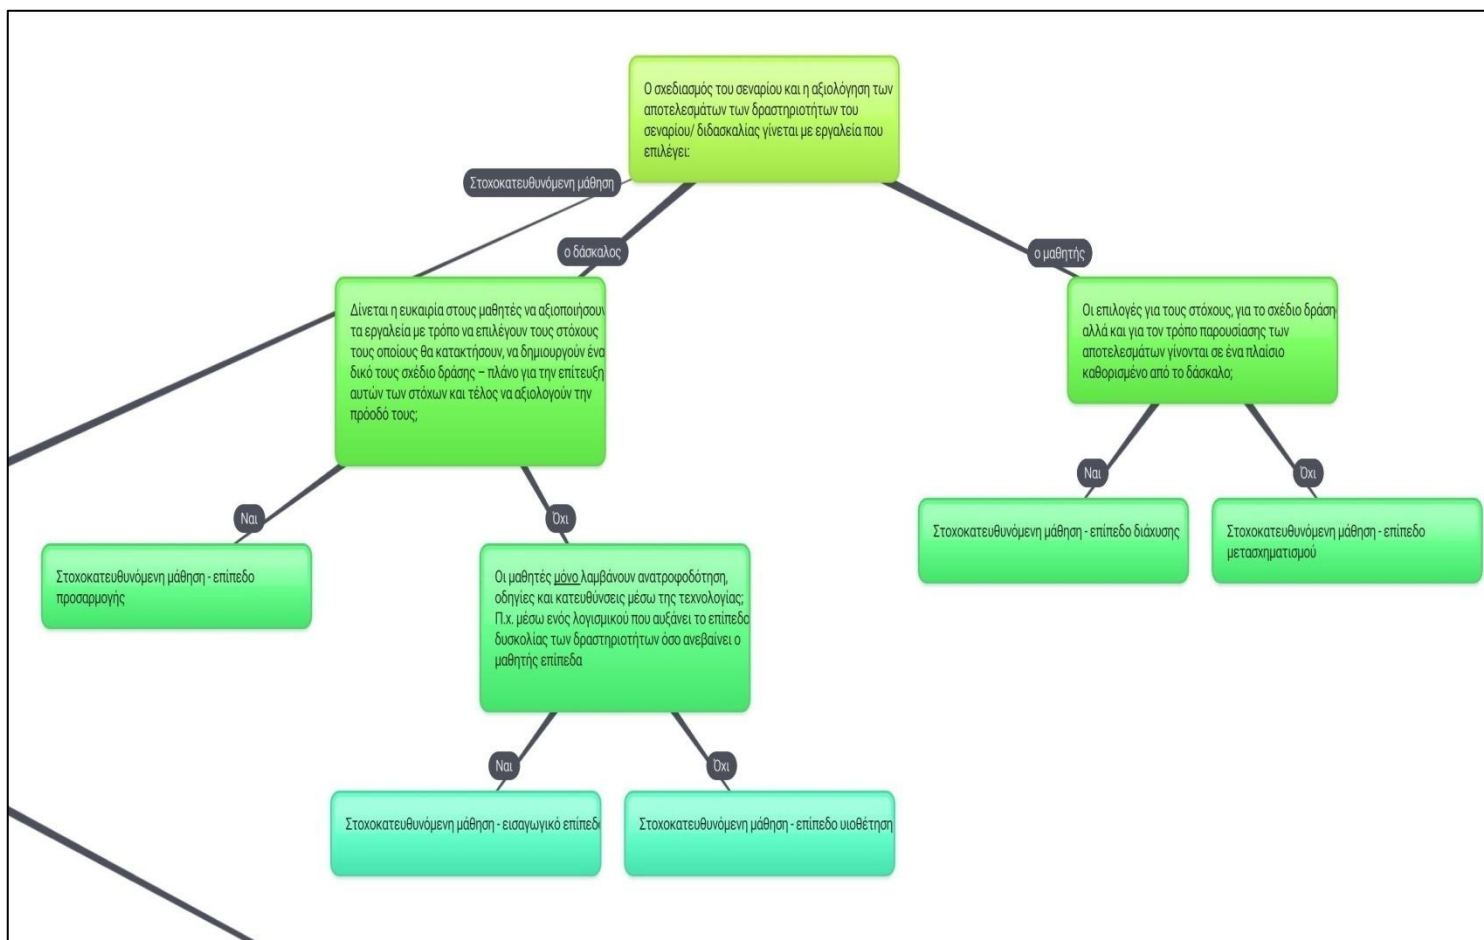 Ο σχεδιασμός του σεναρίου και η αξιολόγηση των
αποτελεσμάτων των δραστηριοτήτων του
σεναρίου/ διδασκαλίας γίνεται με εργαλεία που
επιλέγει:
Στοχοκατευθυνόμενη μάθηση
ο δάσκαλος
ο μαθητής
Δίνεται η ευκαιρία στους μαθητές να αξιοποιήσουν
τα εργαλεία με τρόπο να επιλέγουν τους στόχους
τους οποίους θα κατακτήσουν, να δημιουργούν ένα
δικό τους σχέδιο δράσης – πλάνο για την επίτευξη
αυτών των στόχων και τέλος να αξιολογούν την
πρόοδό τους;
Οι επιλογές για τους στόχους, για το σχέδιο δράση
αλλά και για τον τρόπο παρουσίασης των
αποτελεσμάτων γίνονται σε ένα πλαίσιο
καθορισμένο από το δάσκαλο;
Ναι
Όχι
Ναι
Όχι
Στοχοκατευθυνόμενη μάθηση - επίπεδο
προσαρμογής
Οι μαθητές μόνο λαμβάνουν ανατροφοδότηση,
οδηγίες και κατευθύνσεις μέσω της τεχνολογίας;
Π.χ. μέσω ενός λογισμικού που αυξάνει το επίπεδο
δυσκολίας των δραστηριοτήτων όσο ανεβαίνει ο
μαθητής επίπεδα
Στοχοκατευθυνόμενη μάθηση - επίπεδο διάχυσης
Στοχοκατευθυνόμενη μάθηση - επίπεδο
μετασχηματισμού
Ναι
Όχι
Στοχοκατευθυνόμενη μάθηση - εισαγωγικό επίπεδο
Στοχοκατευθυνόμενη μάθηση - επίπεδο υιοθέτηση